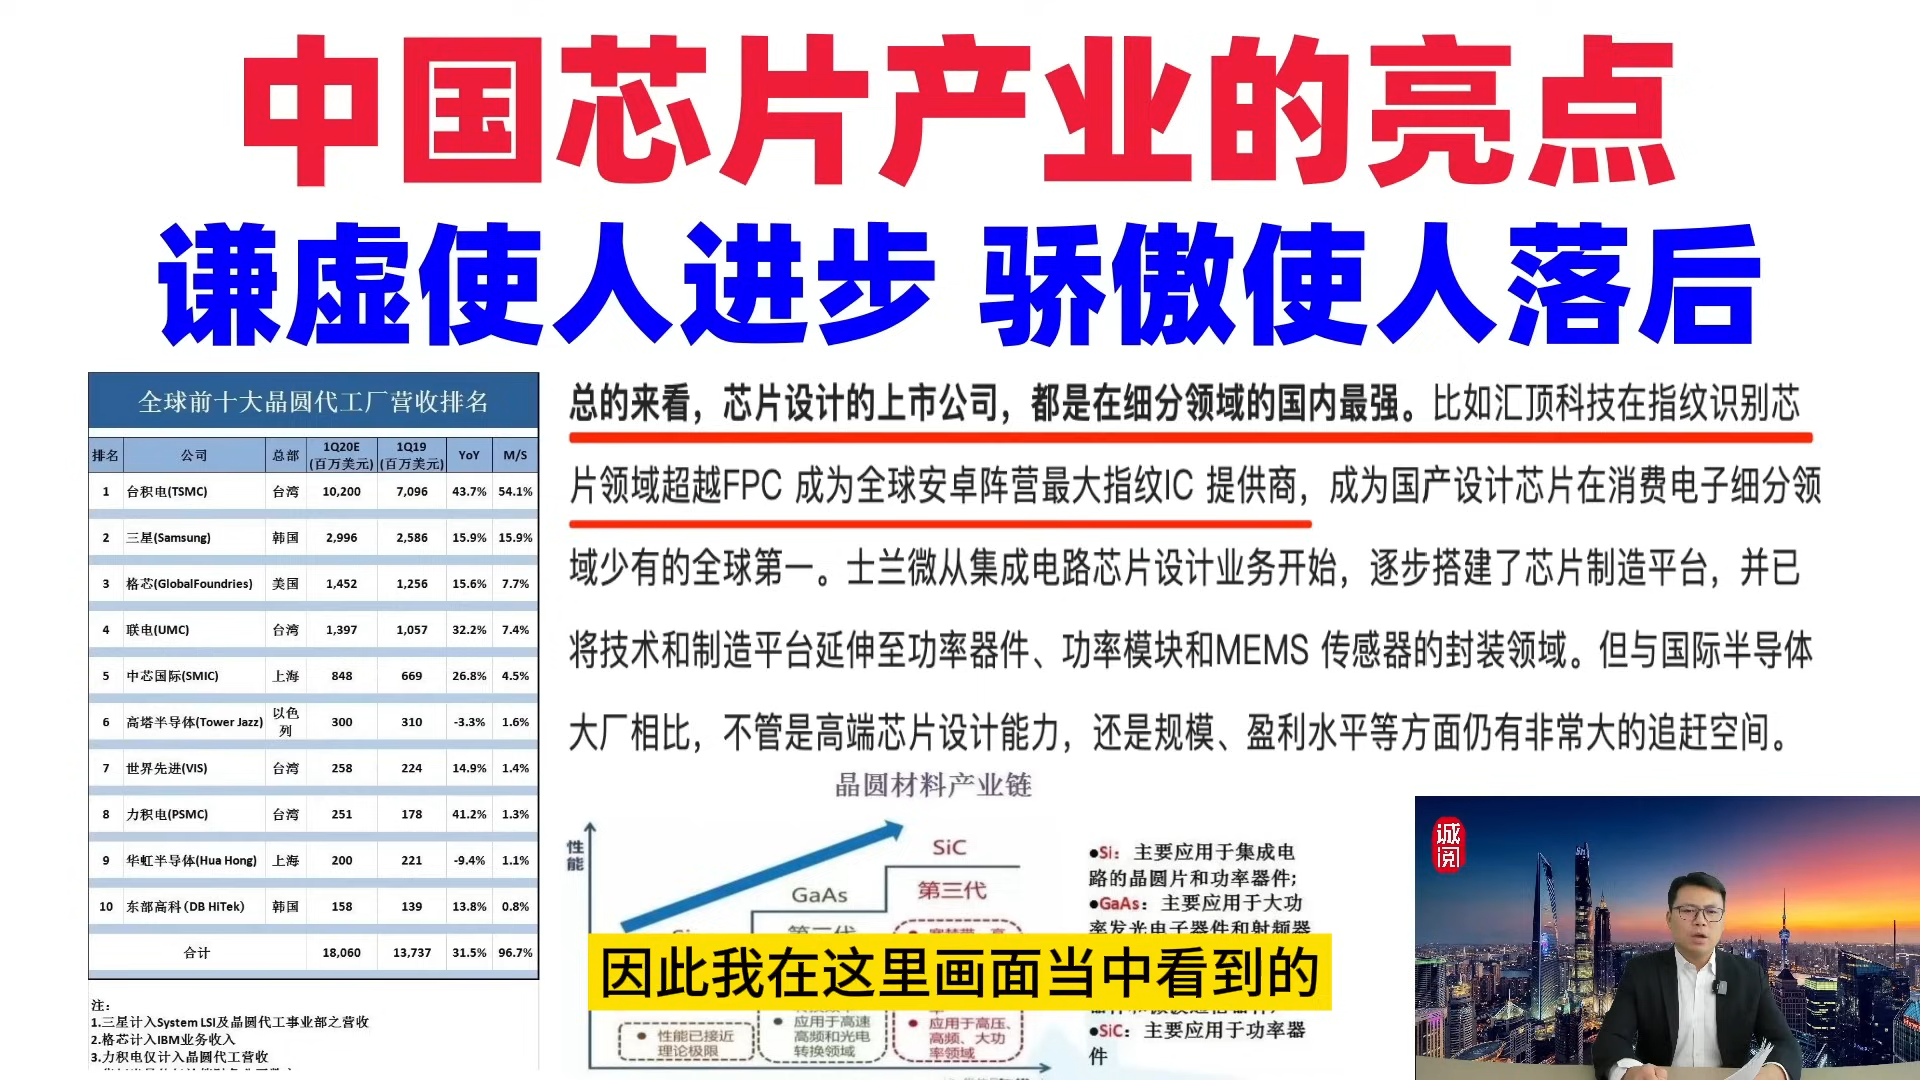 中国芯片产业的亮点
谦虚使人进步 骄傲使人落后
全球前十大晶圆代工厂营收排名
排名 公司 总部 1Q20E (百万美元) 1Q19 (百万美元) YoY M/S
1 台积电(TSMC) 台湾 10,200 7,096 43.7% 54.1%
2 三星(Samsung) 韩国 2,996 2,586 15.9% 15.9%
3 格芯(GlobalFoundries) 美国 1,452 1,256 15.6% 7.7%
4 联电(UMC) 台湾 1,397 1,057 32.2% 7.4%
5 中芯国际(SMIC) 上海 848 669 26.8% 4.5%
6 高塔半导体(Tower Jazz) 以色列 300 310 -3.3% 1.6%
7 世界先进(VIS) 台湾 258 224 14.9% 1.4%
8 力积电(PSMC) 台湾 251 178 41.2% 1.3%
9 华虹半导体(Hua Hong) 上海 200 221 -9.4% 1.1%
10 东部高科(DB HiTek) 韩国 158 139 13.8% 0.8%
合计 18,060 13,737 31.5% 96.7%
注：
1.三星计入System LSI及晶圆代工事业部之营收
2.格芯计入IBM业务收入
3.力积电仅计入晶圆代工营收
总的来看，芯片设计的上市公司，都是在细分领域的国内最强。比如汇顶科技在指纹识别芯
片领域超越FPC 成为全球安卓阵营最大指纹IC 提供商，成为国产设计芯片在消费电子细分领
域少有的全球第一。士兰微从集成电路芯片设计业务开始，逐步搭建了芯片制造平台，并已
将技术和制造平台延伸至功率器件、功率模块和MEMS 传感器的封装领域。但与国际半导体
大厂相比，不管是高端芯片设计能力，还是规模、盈利水平等方面仍有非常大的追赶空间。
晶圆材料产业链
性能
SiC
第三代
GaAs
第二代
●性能已接近
理论极限
●应用于高速
高频和光电
转换领域
●应用于高压、
高频、大功
率领域
●Si：主要应用于集成电
路的晶圆片和功率器件;
●GaAs：主要应用于大功
率发光电子器件和射频器
●SiC：主要应用于功率器
件
因此我在这里画面当中看到的
诚阅